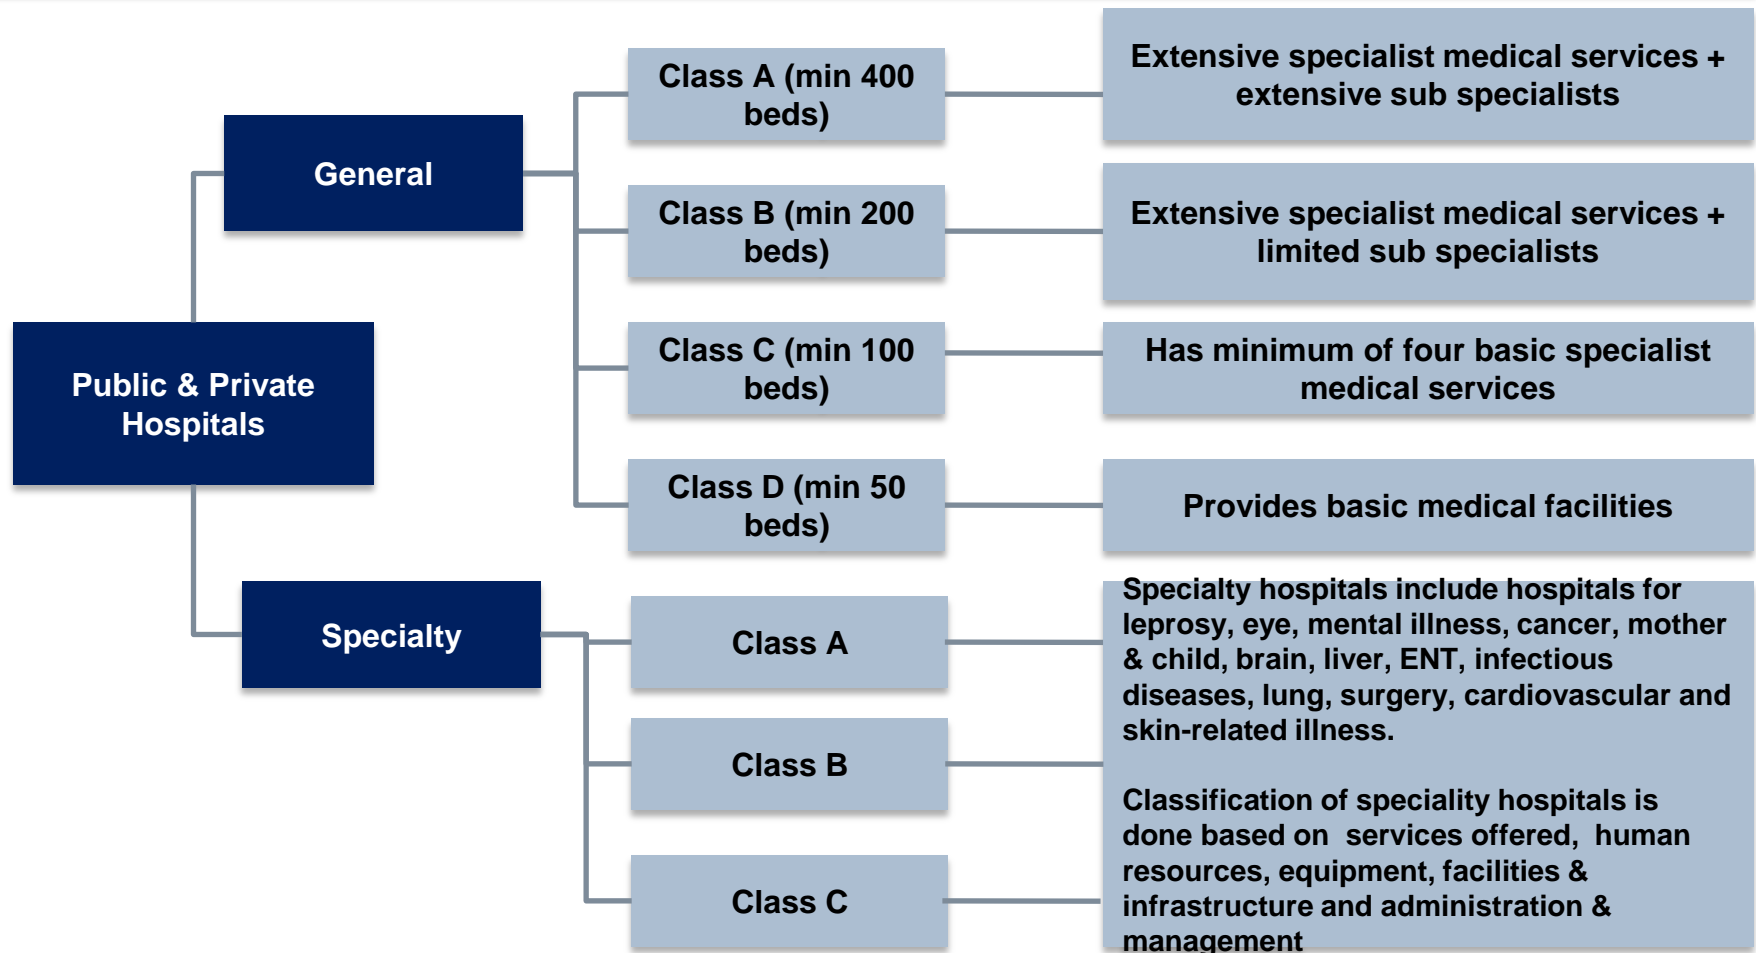 Public & Private
Hospitals
General
Class A (min 400
beds)
Extensive specialist medical services +
extensive sub specialists
Class B (min 200
beds)
Extensive specialist medical services +
limited sub specialists
Class C (min 100
beds)
Has minimum of four basic specialist
medical services
Class D (min 50
beds)
Provides basic medical facilities
Specialty
Class A
Class B
Class C
Specialty hospitals include hospitals for
leprosy, eye, mental illness, cancer, mother
& child, brain, liver, ENT, infectious
diseases, lung, surgery, cardiovascular and
skin-related illness.
Classification of speciality hospitals is
done based on services offered, human
resources, equipment, facilities &
infrastructure and administration &
management